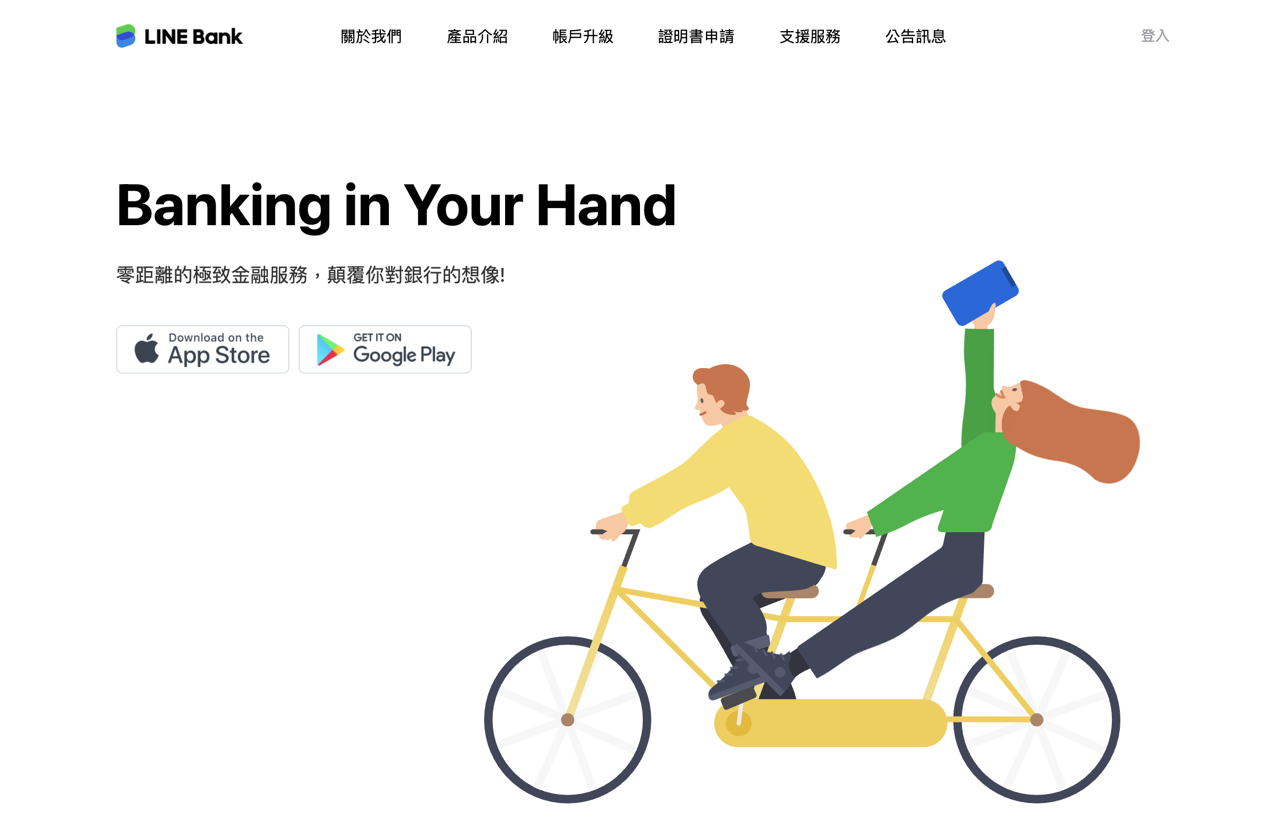 LINE Bank
關於我們
產品介紹
帳戶升級
證明書申請
支援服務
公告訊息
登入
Banking in Your Hand
零距離的極致金融服務，顛覆你對銀行的想像!
Download on the
App Store
GET IT ON
Google Play